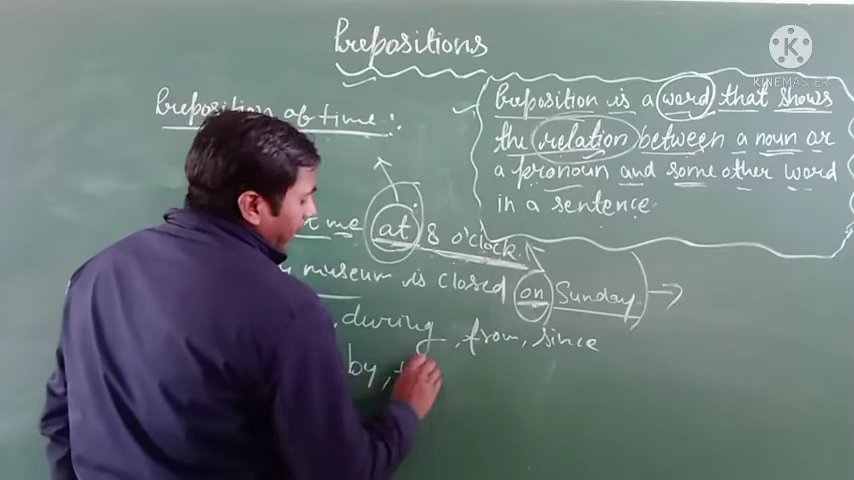 Prepositions
Preposition of time :
Preposition is a word that shows
the relation between a noun or
a pronoun and some other word
in a sentence
me at 8 o'clock.
museum is closed on Sunday.
, during, from, since
by,
K
KINEMASTER